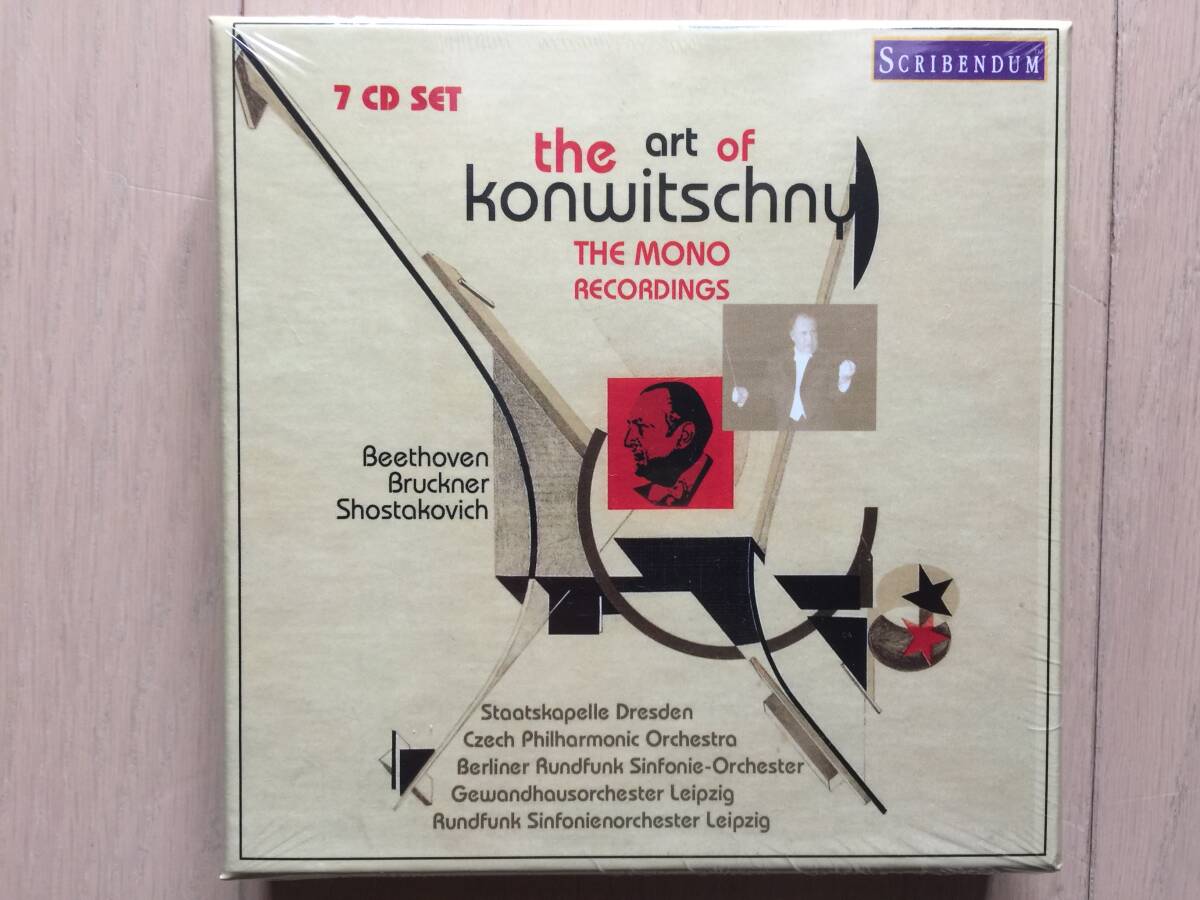 SCRIBENDUM
7 CD SET
the art of
konwitschny
THE MONO
RECORDINGS
Beethoven
Bruckner
Shostakovich
Staatskapelle Dresden
Czech Philharmonic Orchestra
Berliner Rundfunk Sinfonie-Orchester
Gewandhausorchester Leipzig
Rundfunk Sinfonienorchester Leipzig